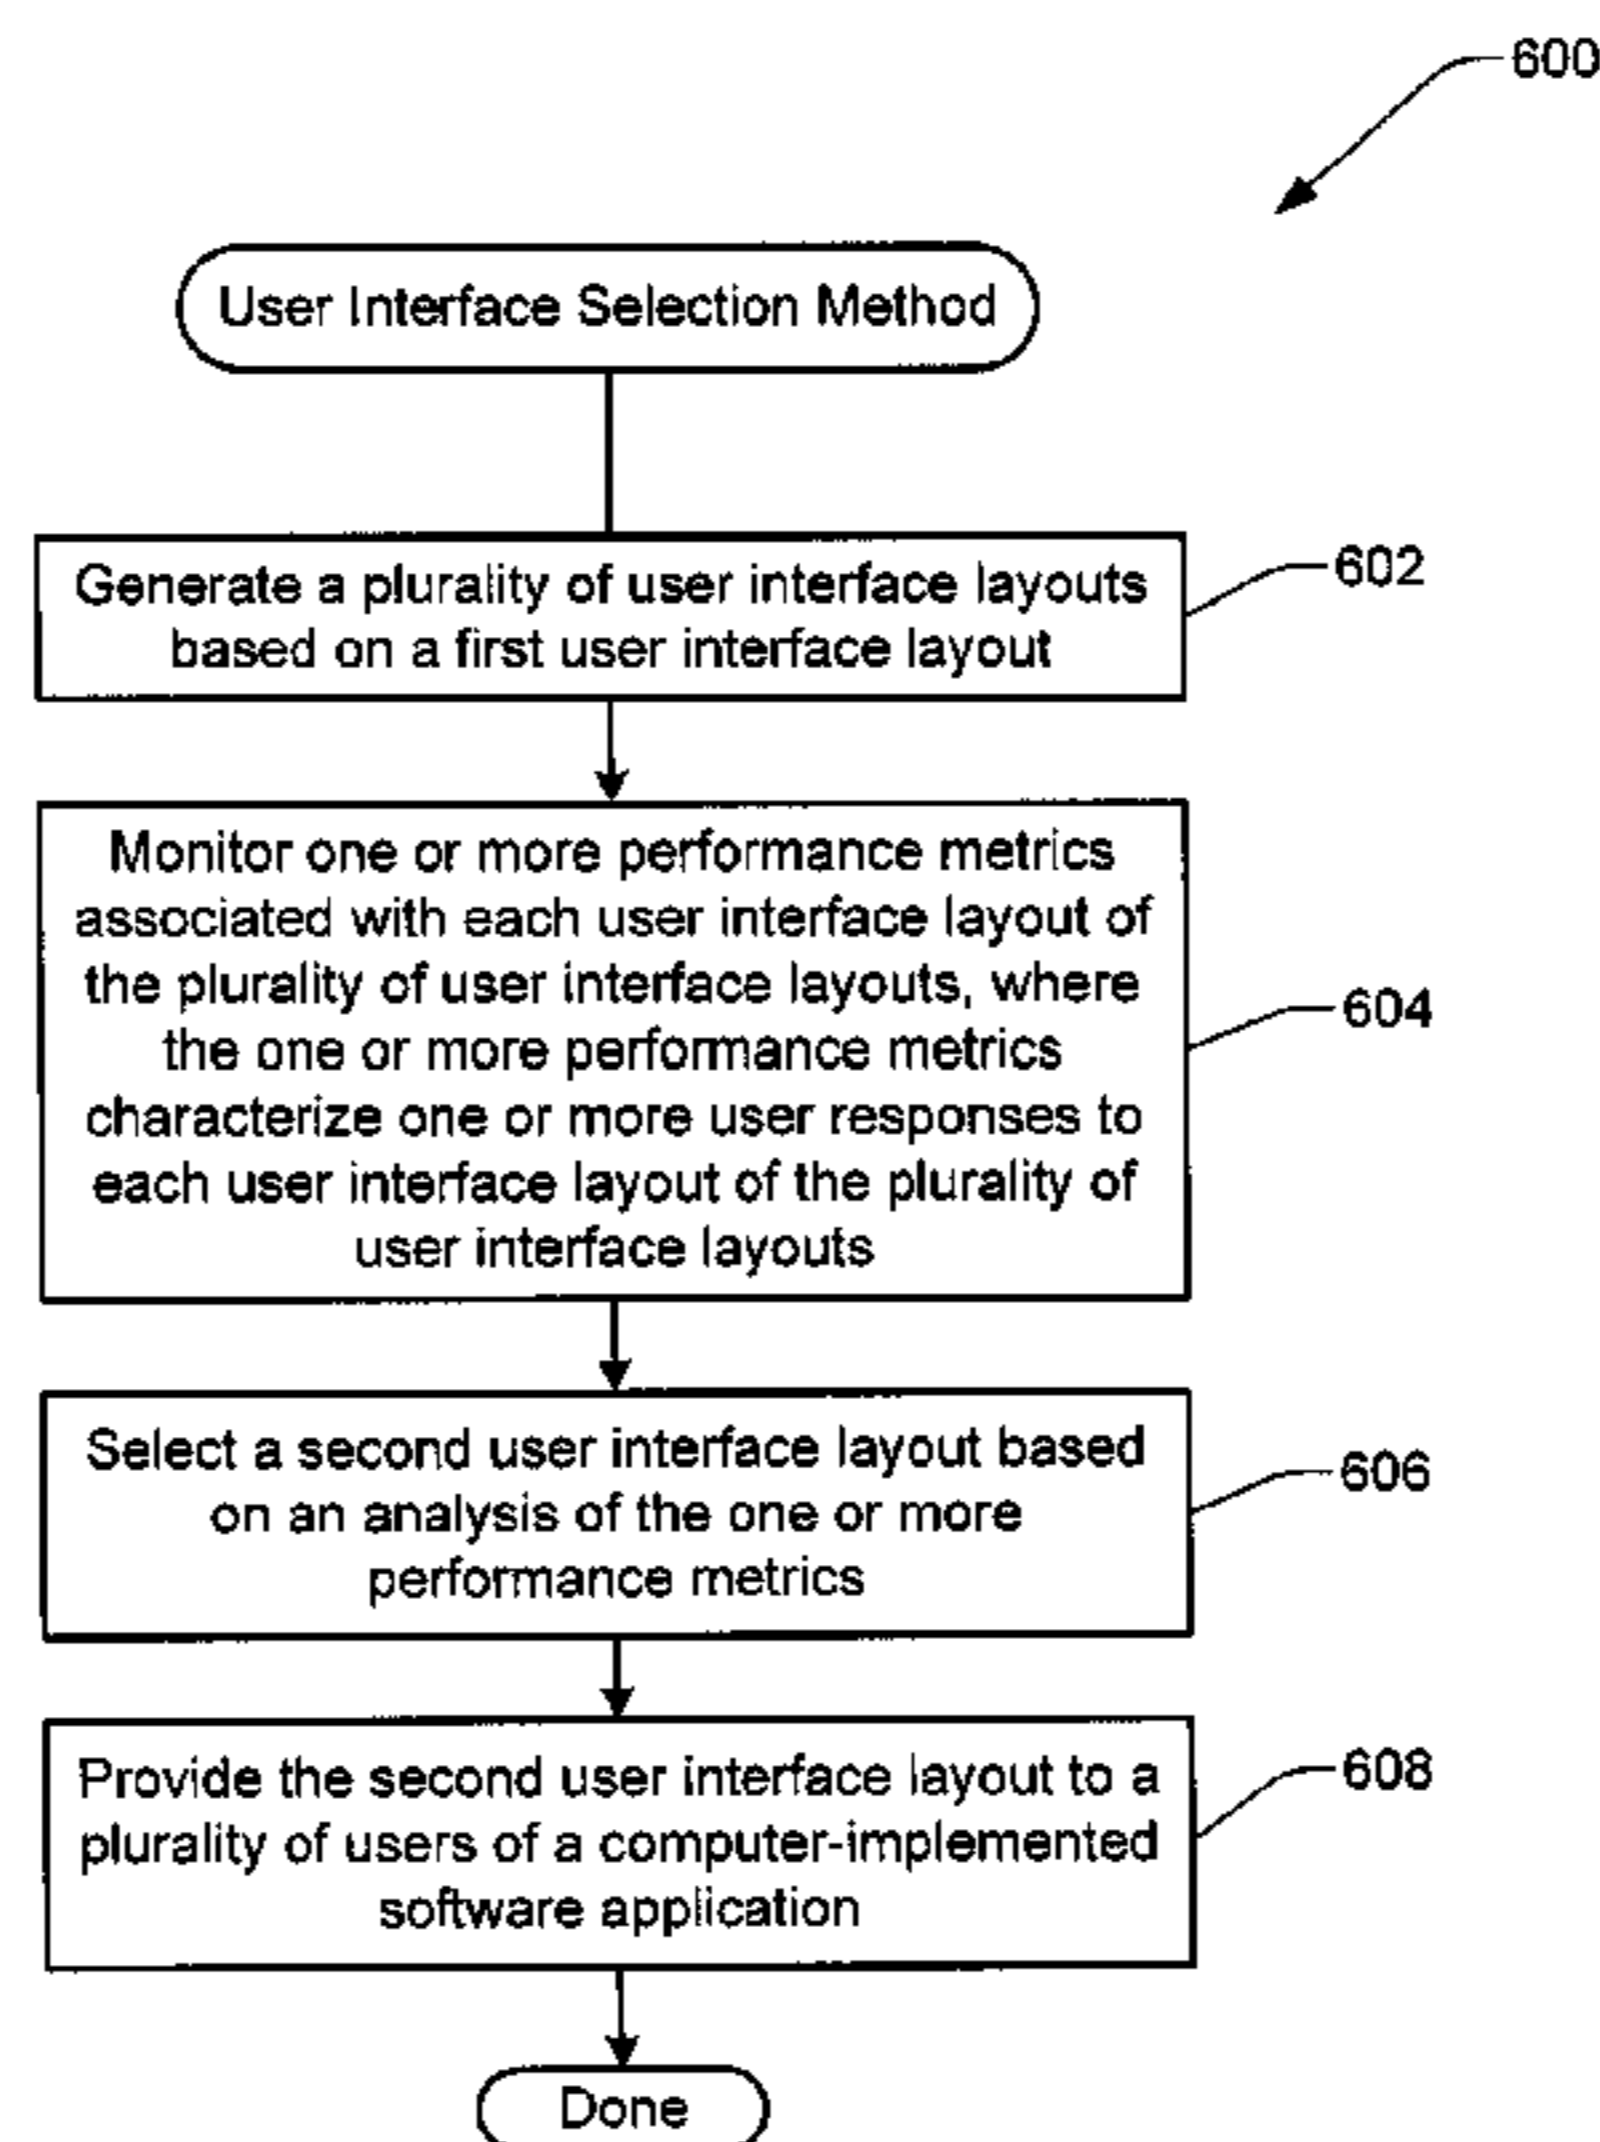 600
User Interface Selection Method
Generate a plurality of user interface layouts
based on a first user interface layout
602
Monitor one or more performance metrics
associated with each user interface layout of
the plurality of user interface layouts, where
the one or more performance metrics
characterize one or more user responses to
each user interface layout of the plurality of
user interface layouts
604
Select a second user interface layout based
on an analysis of the one or more
performance metrics
606
Provide the second user interface layout to a
plurality of users of a computer-implemented
software application
608
Done